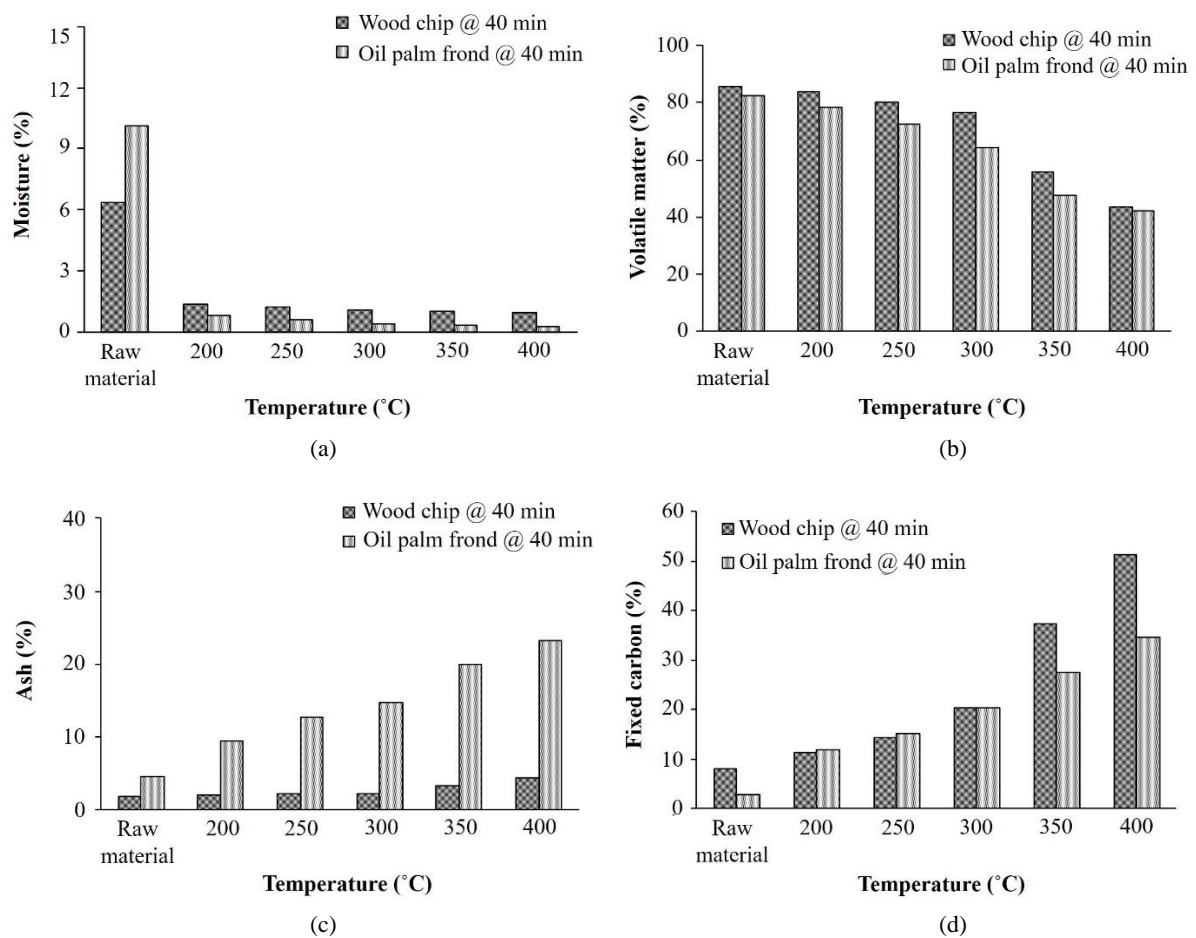 15
12
9
6
3
0
Moisture (%)
Wood chip @ 40 min
Oil palm frond @ 40 min
Raw material
200
250
300
350
400
Temperature (˚C)
(a)
100
80
60
40
20
0
Volatile matter (%)
Wood chip @ 40 min
Oil palm frond @ 40 min
Raw material
200
250
300
350
400
Temperature (˚C)
(b)
40
30
20
10
0
Ash (%)
Wood chip @ 40 min
Oil palm frond @ 40 min
Raw material
200
250
300
350
400
Temperature (˚C)
(c)
60
50
40
30
20
10
0
Fixed carbon (%)
Wood chip @ 40 min
Oil palm frond @ 40 min
Raw material
200
250
300
350
400
Temperature (˚C)
(d)